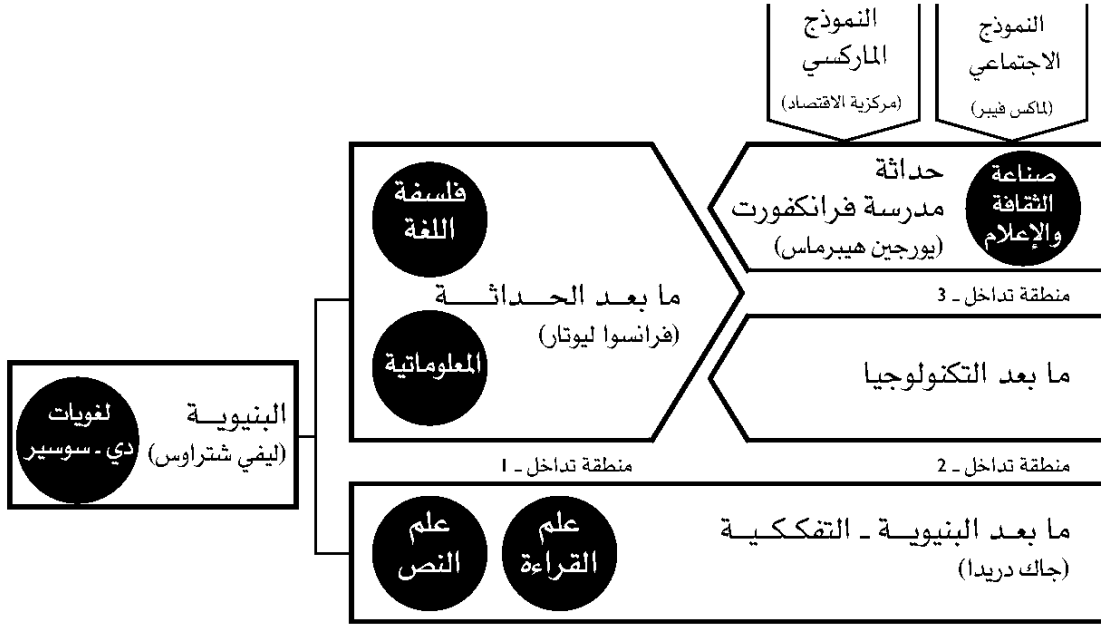 النموذج
الاجتماعي
(لماكس فيبر)
النموذج
الماركسي
(مركزية الاقتصاد)
صناعة
الثقافة
والإعلام
حداثة
مدرسة فرانكفورت
(يورجين هيبرماس)
منطقة تداخل - 3
ما بعد التكنولوجيا
منطقة تداخل - 2
فلسفة
اللغة
ما بعد الحداثة
(فرانسوا ليوتار)
المعلوماتية
منطقة تداخل - 1
ما بعد البنيوية - التفككية
(جاك دريدا)
علم
القراءة
علم
النص
البنيوية
(ليفي شتراوس)
لغويات
دي - سوسير